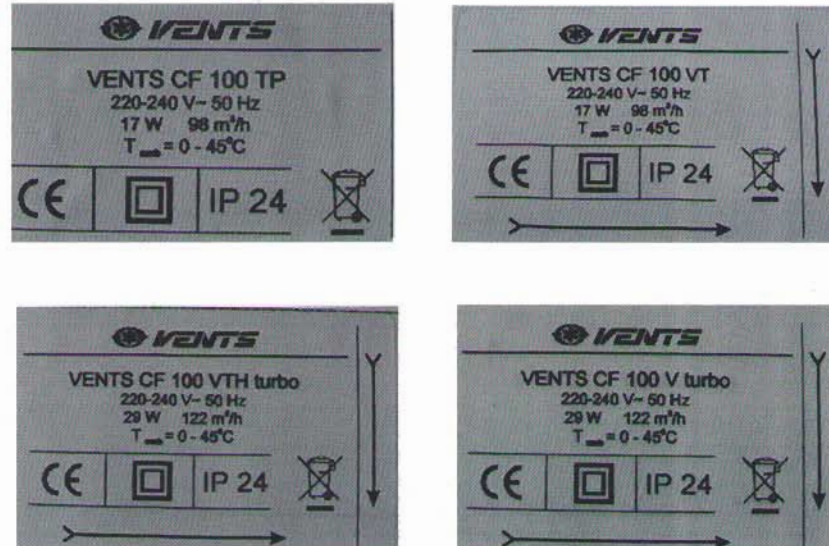 VENTS
VENTS CF 100 TP
220-240 V~ 50 Hz
17 W 98 m³/h
T = 0 - 45°C
CE IP 24
VENTS
VENTS CF 100 VT
220-240 V~ 50 Hz
17 W 98 m³/h
T = 0 - 45°C
CE IP 24
VENTS
VENTS CF 100 VTH turbo
220-240 V~ 50 Hz
29 W 122 m³/h
T = 0 - 45°C
CE IP 24
VENTS
VENTS CF 100 V turbo
220-240 V~ 50 Hz
29 W 122 m³/h
T = 0 - 45°C
CE IP 24